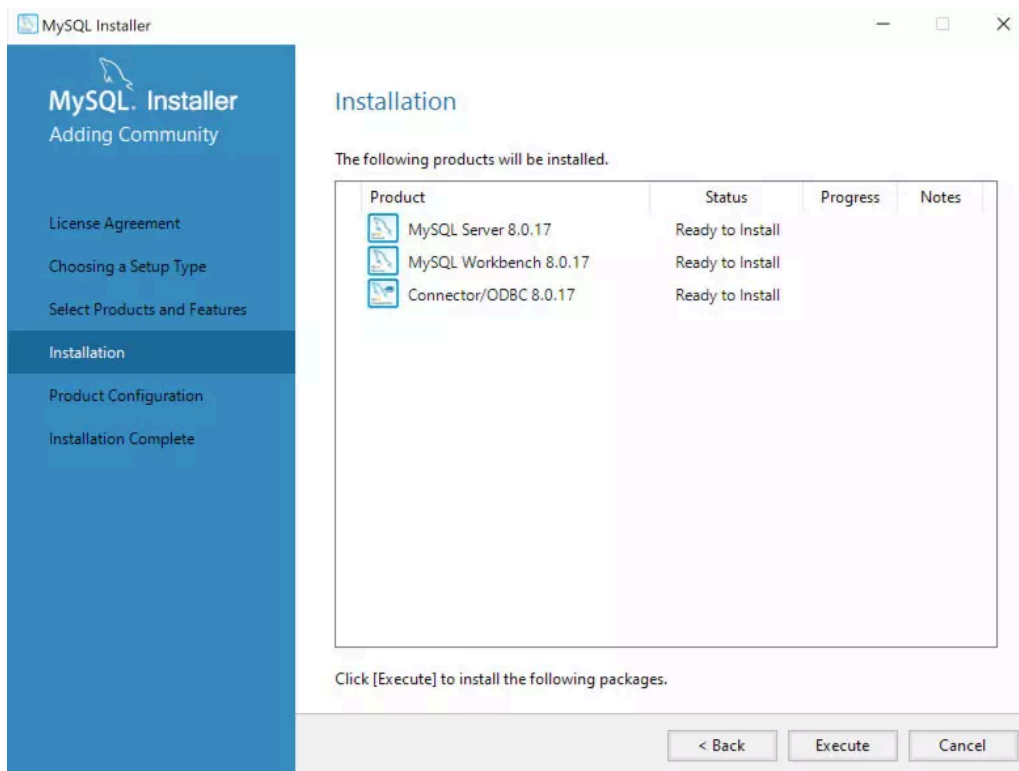 MySQL Installer
MySQL. Installer
Adding Community
License Agreement
Choosing a Setup Type
Select Products and Features
Installation
Product Configuration
Installation Complete
Installation
The following products will be installed.
Product Status Progress Notes
MySQL Server 8.0.17 Ready to Install
MySQL Workbench 8.0.17 Ready to Install
Connector/ODBC 8.0.17 Ready to Install
Click [Execute] to install the following packages.
< Back Execute Cancel